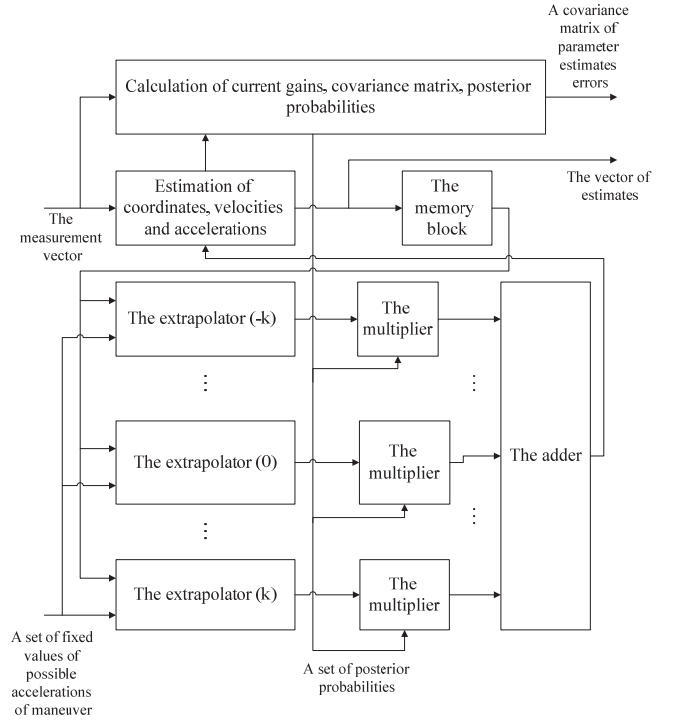 A covariance
matrix of
parameter
estimates
errors
Calculation of current gains, covariance matrix, posterior
probabilities
The vector of
estimates
Estimation of
coordinates, velocities
and accelerations
The
memory
block
The
measurement
vector
The extrapolator (-k)
The
multiplier
The extrapolator (0)
The
multiplier
The adder
The extrapolator (k)
The
multiplier
A set of fixed
values of
possible
accelerations
of maneuver
A set of posterior
probabilities